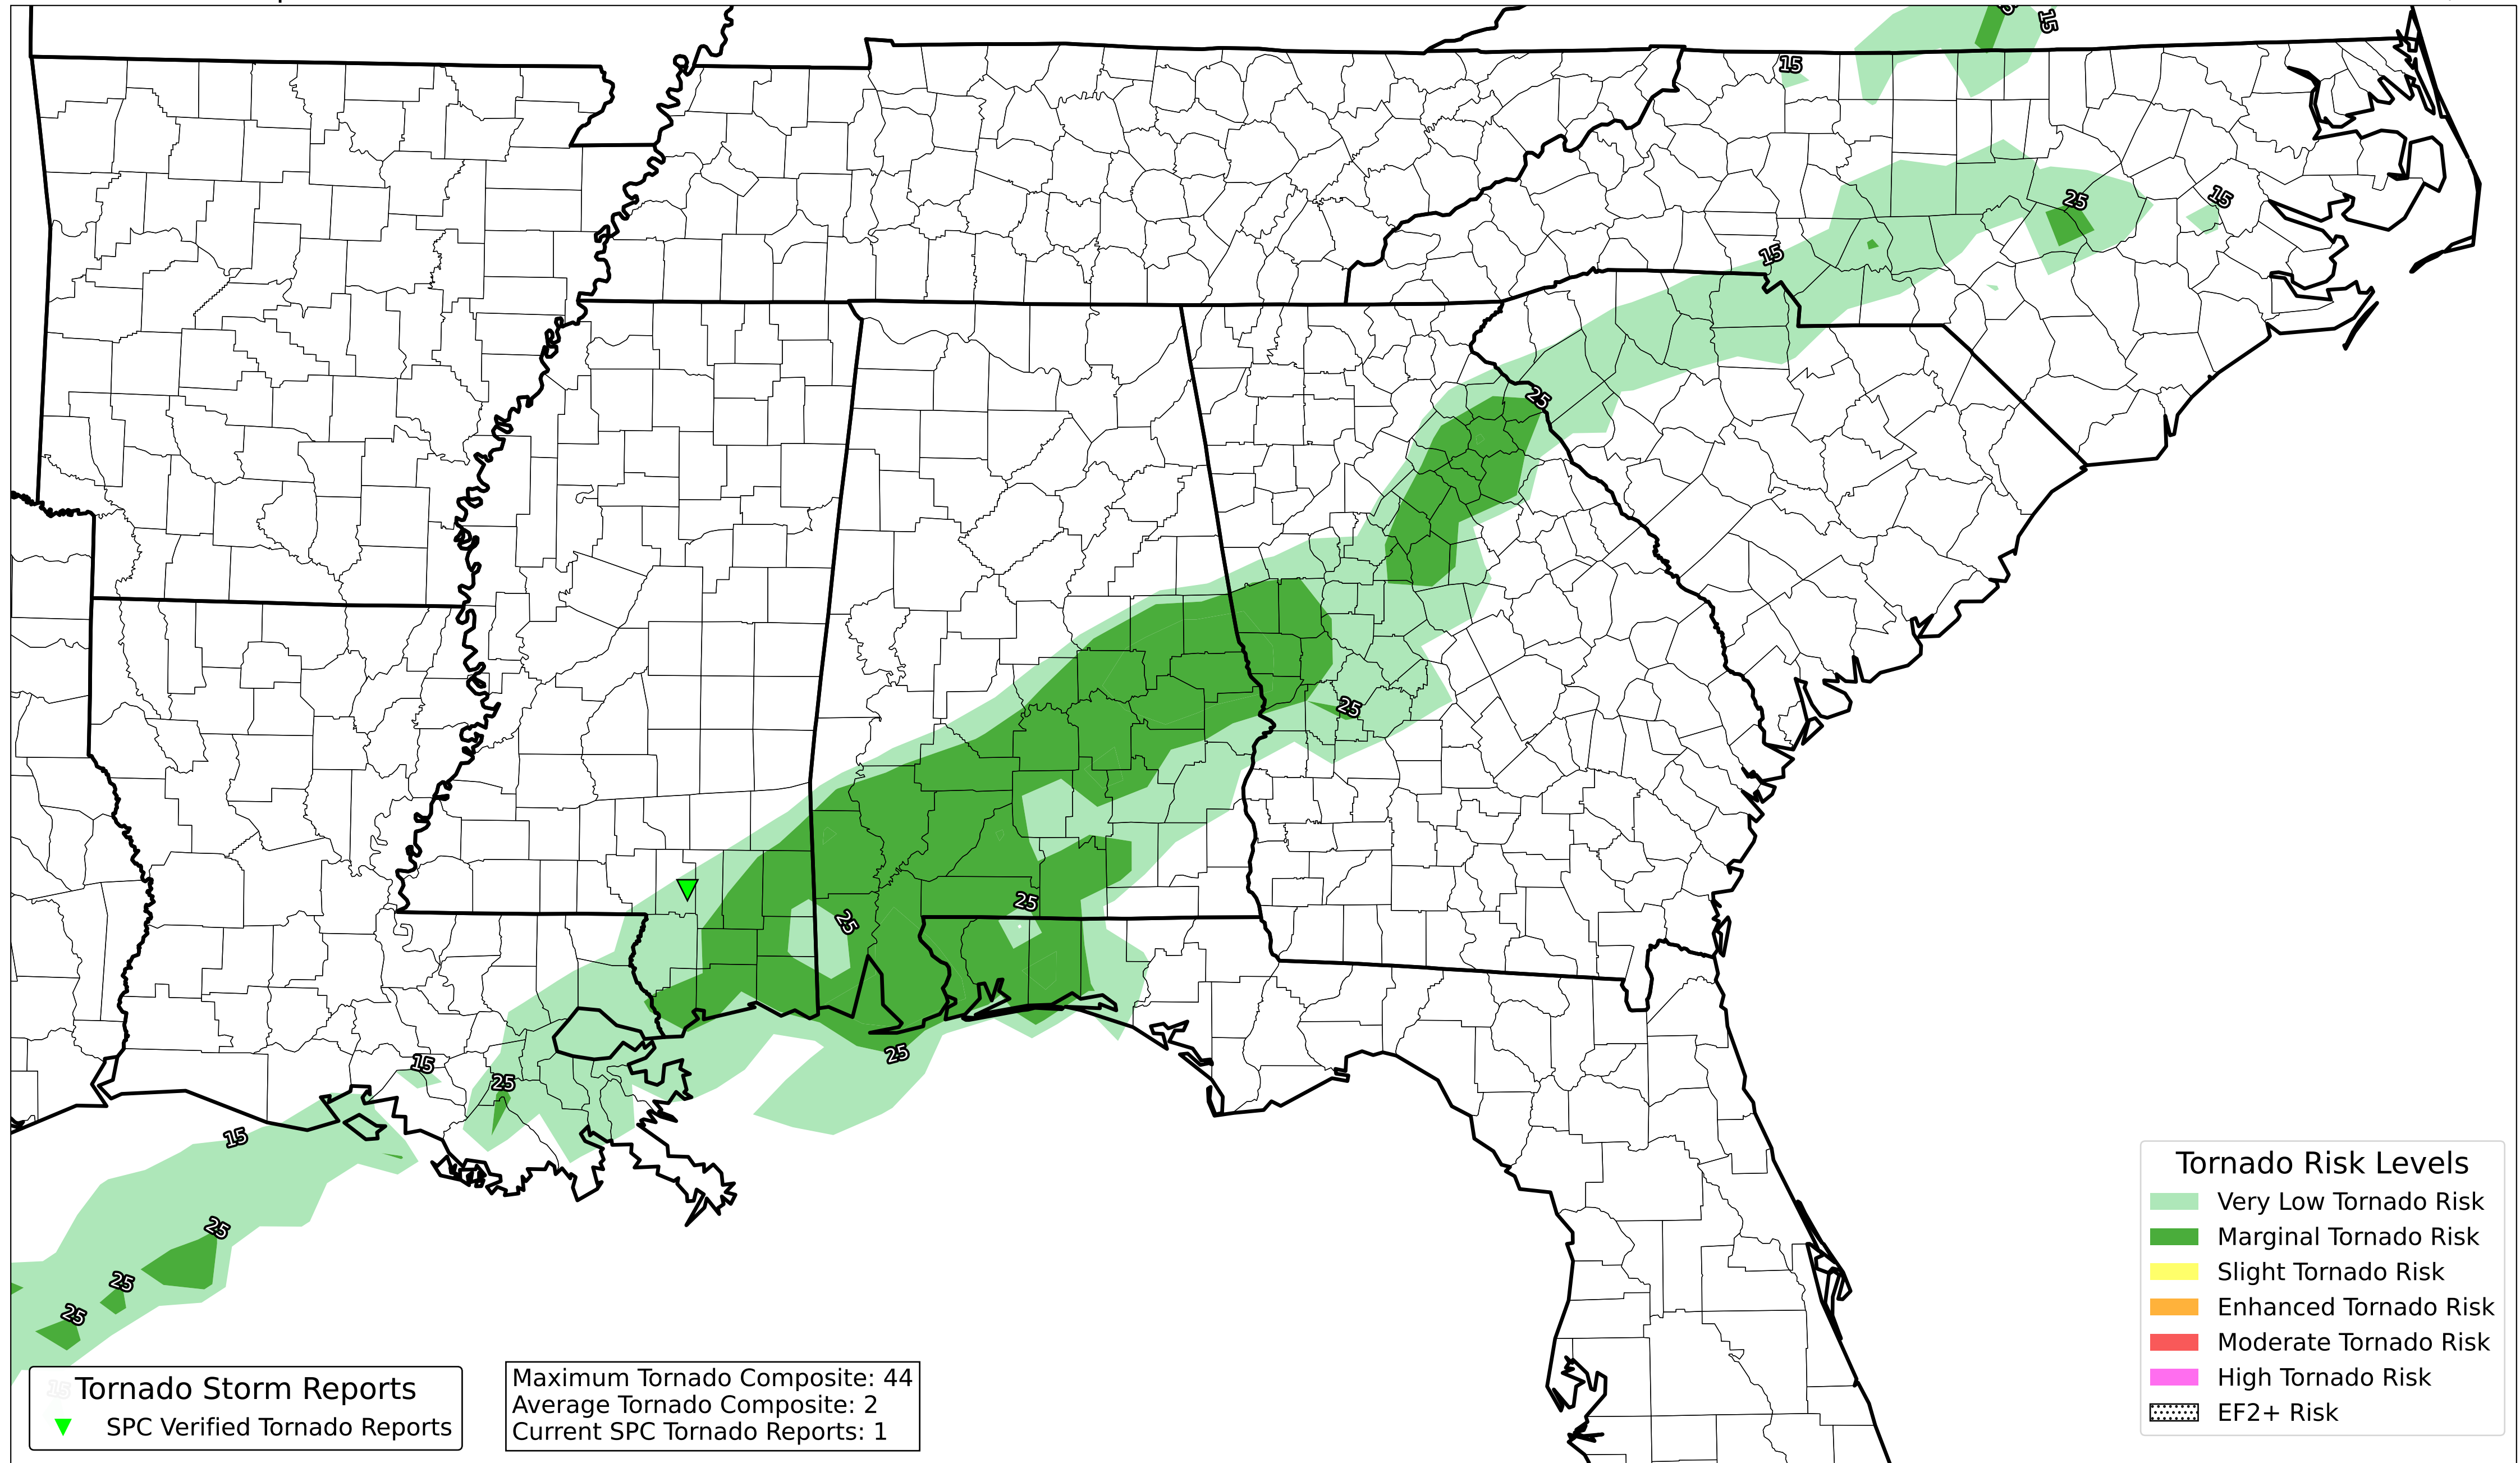 15
15
25
15
15
25
25
25
25
25
15
25
15
25
25
25
15
Tornado Storm Reports
SPC Verified Tornado Reports
Maximum Tornado Composite: 44
Average Tornado Composite: 2
Current SPC Tornado Reports: 1
Tornado Risk Levels
Very Low Tornado Risk
Marginal Tornado Risk
Slight Tornado Risk
Enhanced Tornado Risk
Moderate Tornado Risk
High Tornado Risk
EF2+ Risk